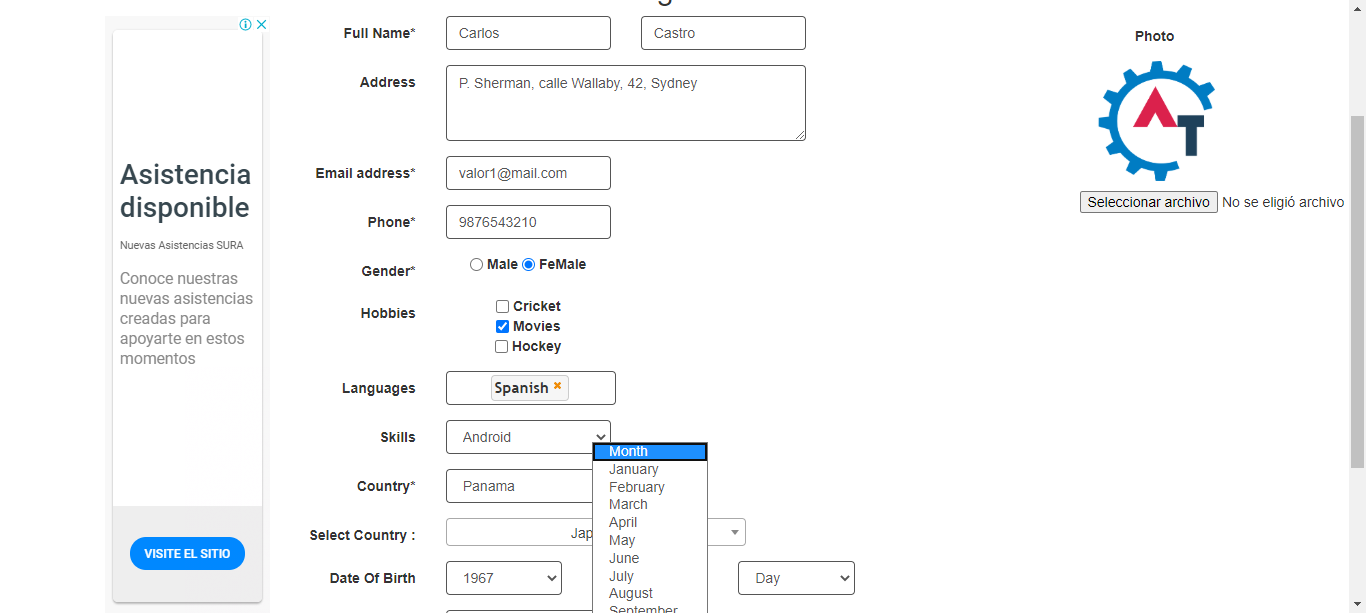 Full Name*
Carlos
Castro
Photo
Address
P. Sherman, calle Wallaby, 42, Sydney
Asistencia
disponible
Nuevas Asistencias SURA
Conoce nuestras
nuevas asistencias
creadas para
apoyarte en estos
momentos
VISITE EL SITIO
Email address*
valor1@mail.com
Seleccionar archivo No se eligió archivo
Phone*
9876543210
Gender*
Male FeMale
Hobbies
Cricket
Movies
Hockey
Languages
Spanish
Skills
Android
Country*
Panama
Select Country :
Jap
Date Of Birth
1967
Month
January
February
March
April
May
June
July
August
September
Day
AT